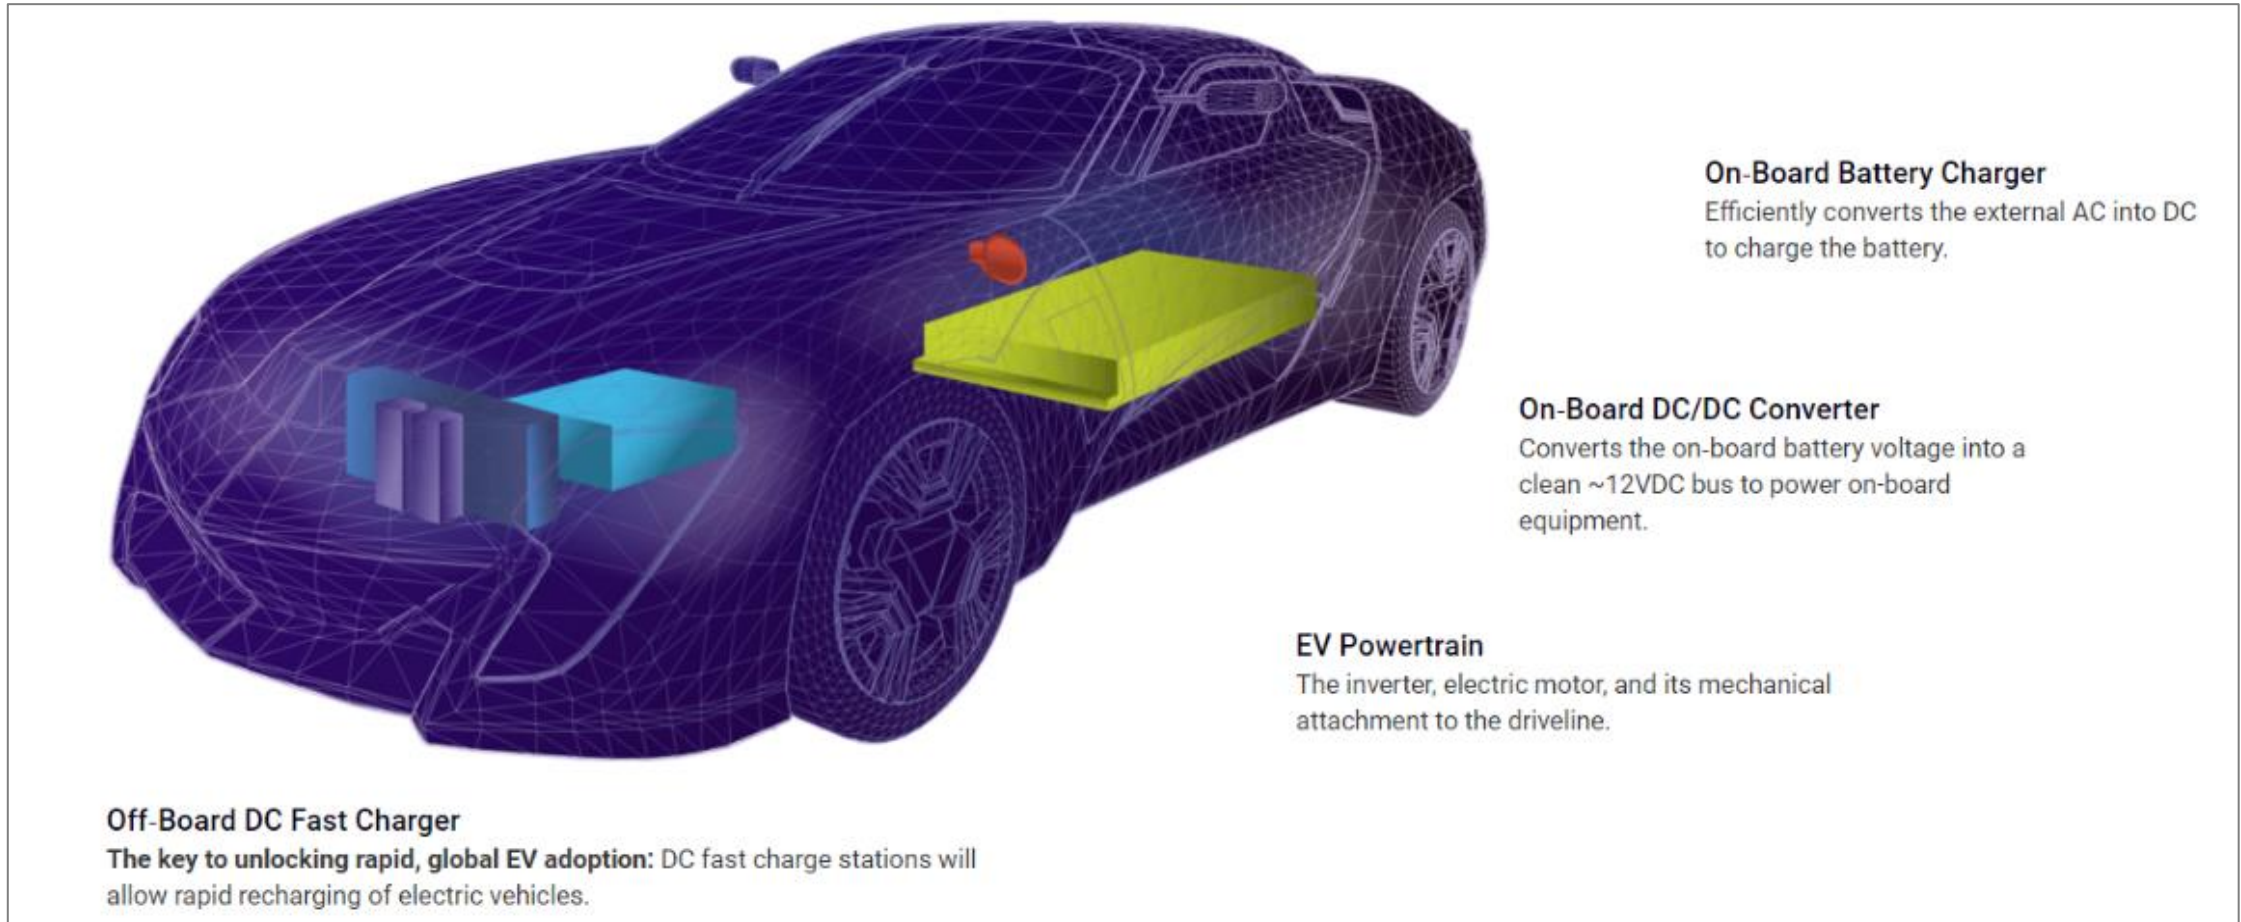 On-Board Battery Charger
Efficiently converts the external AC into DC
to charge the battery.
On-Board DC/DC Converter
Converts the on-board battery voltage into a
clean ~12VDC bus to power on-board
equipment.
EV Powertrain
The inverter, electric motor, and its mechanical
attachment to the driveline.
Off-Board DC Fast Charger
The key to unlocking rapid, global EV adoption: DC fast charge stations will
allow rapid recharging of electric vehicles.